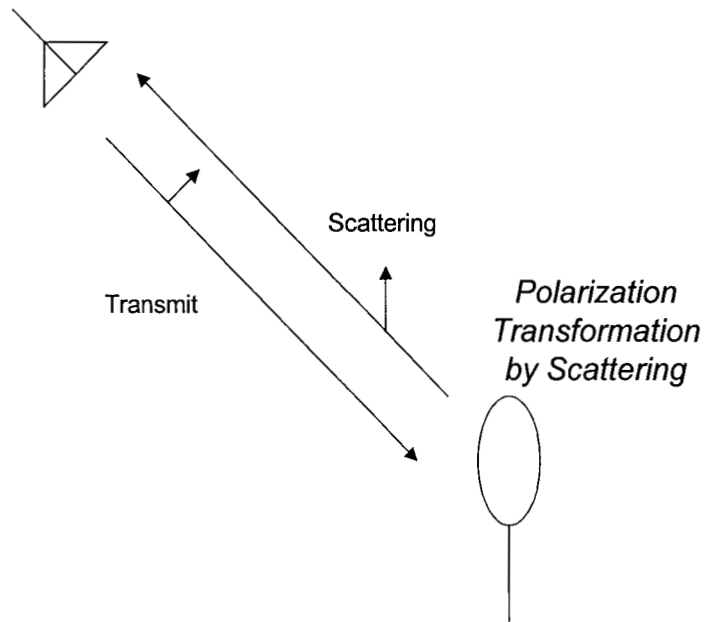 Scattering
Transmit
Polarization
Transformation
by Scattering